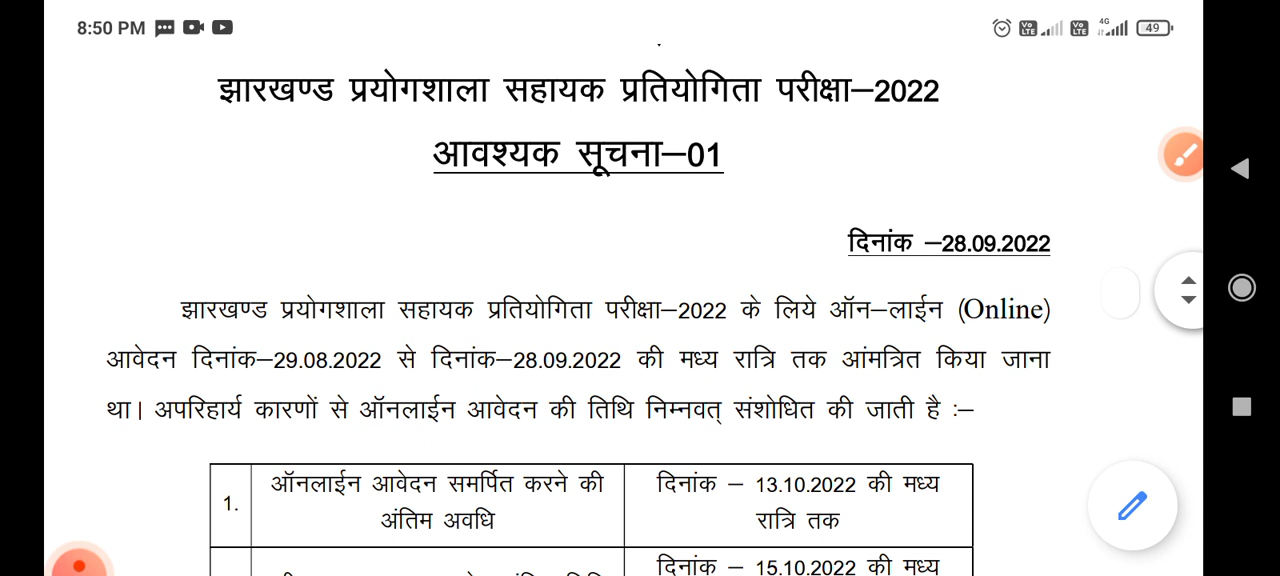 8:50 PM
4G
49
झारखण्ड प्रयोगशाला सहायक प्रतियोगिता परीक्षा–2022
आवश्यक सूचना–01
दिनांक –28.09.2022
झारखण्ड प्रयोगशाला सहायक प्रतियोगिता परीक्षा–2022 के लिये ऑन–लाईन (Online)
आवेदन दिनांक–29.08.2022 से दिनांक–28.09.2022 की मध्य रात्रि तक आंमत्रित किया जाना
था। अपरिहार्य कारणों से ऑनलाईन आवेदन की तिथि निम्नवत् संशोधित की जाती है :–
1.
ऑनलाईन आवेदन समर्पित करने की
अंतिम अवधि
दिनांक – 13.10.2022 की मध्य
रात्रि तक
दिनांक – 15.10.2022 की मध्य